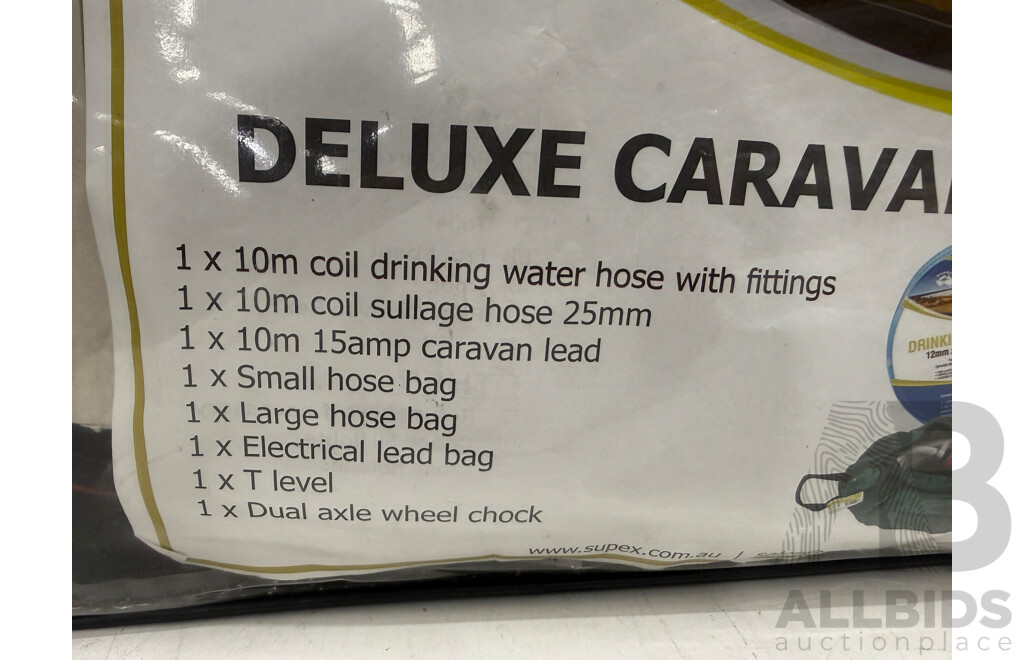 DELUXE CARAVA
1 x 10m coil drinking water hose with fittings
1 x 10m coil sullage hose 25mm
1 x 10m 15amp caravan lead
1 x Small hose bag
1 x Large hose bag
1 x Electrical lead bag
1 x T level
1 x Dual axle wheel chock
www.supex.com.au /
DRINKI
12mm
ALLBIDS
auctionplace